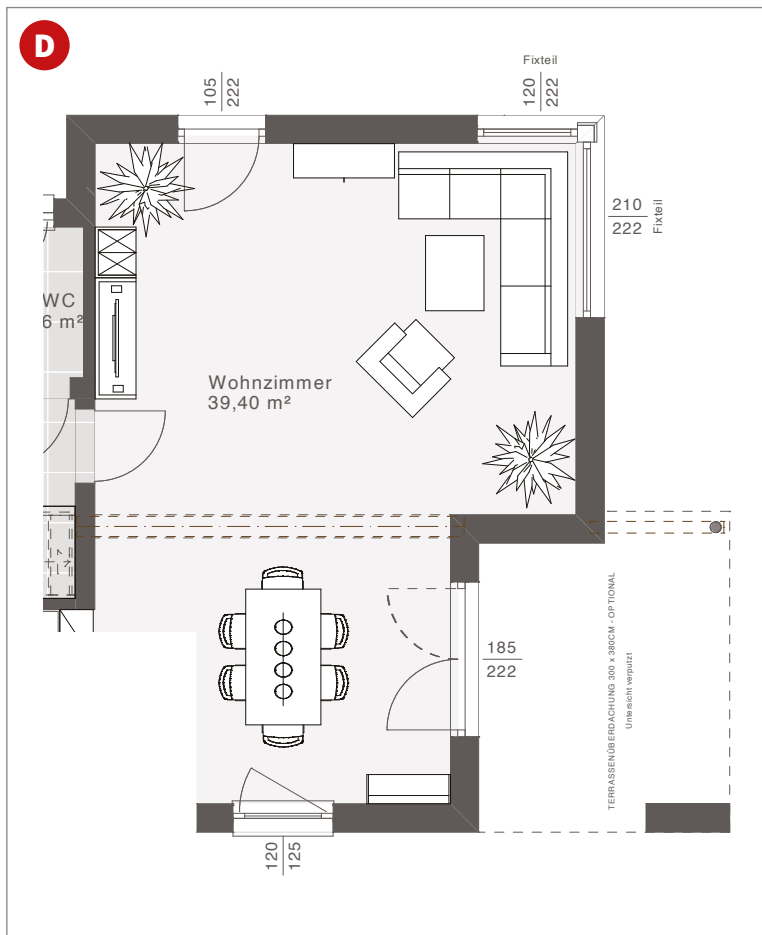 D
Fixteil
105
222
120
222
210
222
Fixteil
WC
6 m²
Wohnzimmer
39,40 m²
185
222
TERRASSENÜBERDACHUNG 300 x 380CM - OPTIONAL
Untersicht verputzt
120
125